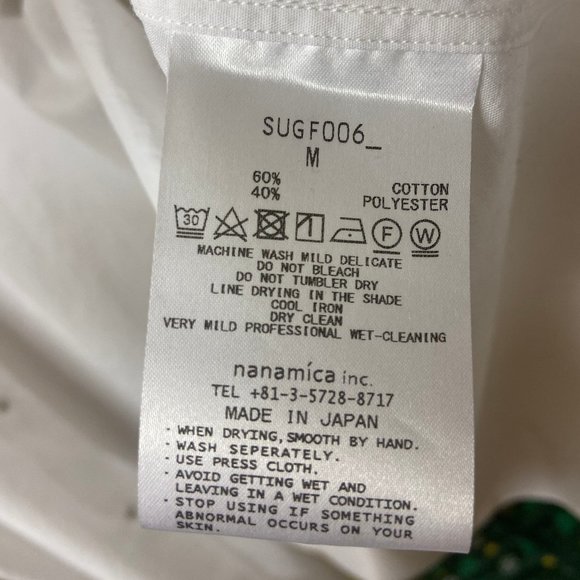 SUGF006_
M
60% COTTON
40% POLYESTER
30 F W
MACHINE WASH MILD DELICATE
DO NOT BLEACH
DO NOT TUMBLER DRY
LINE DRYING IN THE SHADE
COOL IRON
DRY CLEAN
VERY MILD PROFESSIONAL WET-CLEANING
nanamica inc.
TEL +81-3-5728-8717
MADE IN JAPAN
· WHEN DRYING, SMOOTH BY HAND.
· WASH SEPERATELY.
· USE PRESS CLOTH.
· AVOID GETTING WET AND
LEAVING IN A WET CONDITION.
· STOP USING IF SOMETHING
ABNORMAL OCCURS ON YOUR
SKIN.